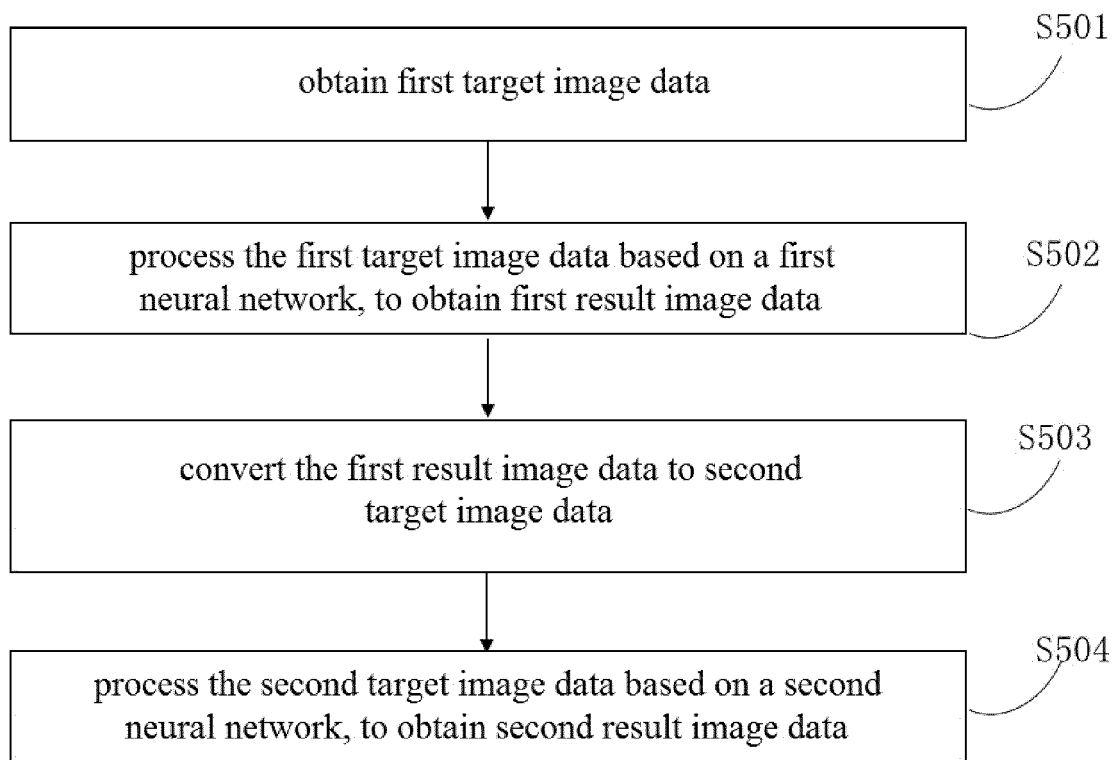 S501
obtain first target image data
process the first target image data based on a first
neural network, to obtain first result image data
S502
S503
convert the first result image data to second
target image data
S504
process the second target image data based on a second
neural network, to obtain second result image data